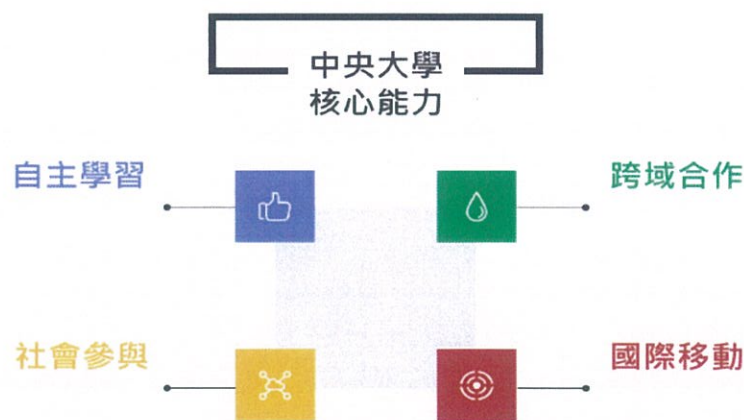 中央大學
核心能力
自主學習
跨域合作
社會參與
國際移動